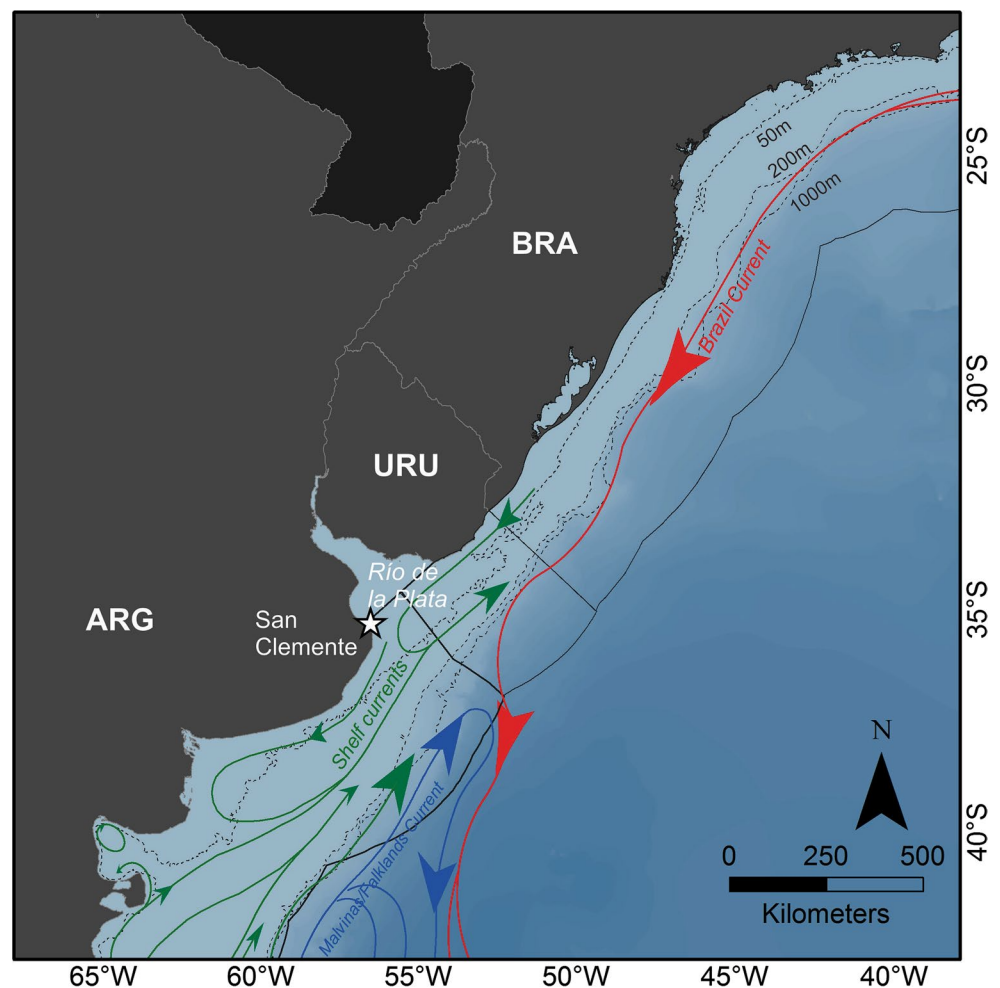 50m
200m
1000m
25°S
BRA
Brazil Current
30°S
URU
Río de
la Plata
35°S
ARG
San
Clemente
Shelf currents
Malvinas/Falklands Current
N
40°S
0 250 500
Kilometers
65°W 60°W 55°W 50°W 45°W 40°W